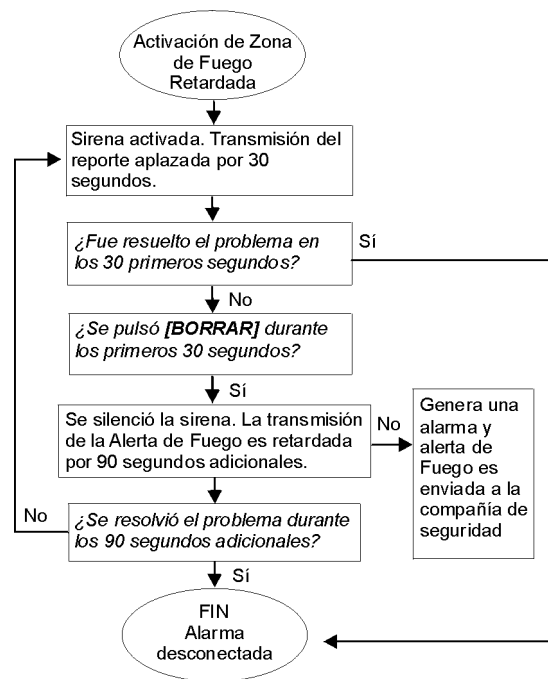 Activación de Zona
de Fuego
Retardada
Sirena activada. Transmisión del
reporte aplazada por 30
segundos.
¿Fue resuelto el problema en
los 30 primeros segundos?
Sí
No
¿Se pulsó [BORRAR] durante
los primeros 30 segundos?
Sí
Se silenció la sirena. La transmisión
de la Alerta de Fuego es retardada
por 90 segundos adicionales.
No
Genera una
alarma y
alerta de
Fuego es
enviada a la
compañía de
seguridad
No
¿Se resolvió el problema durante
los 90 segundos adicionales?
Sí
FIN
Alarma
desconectada